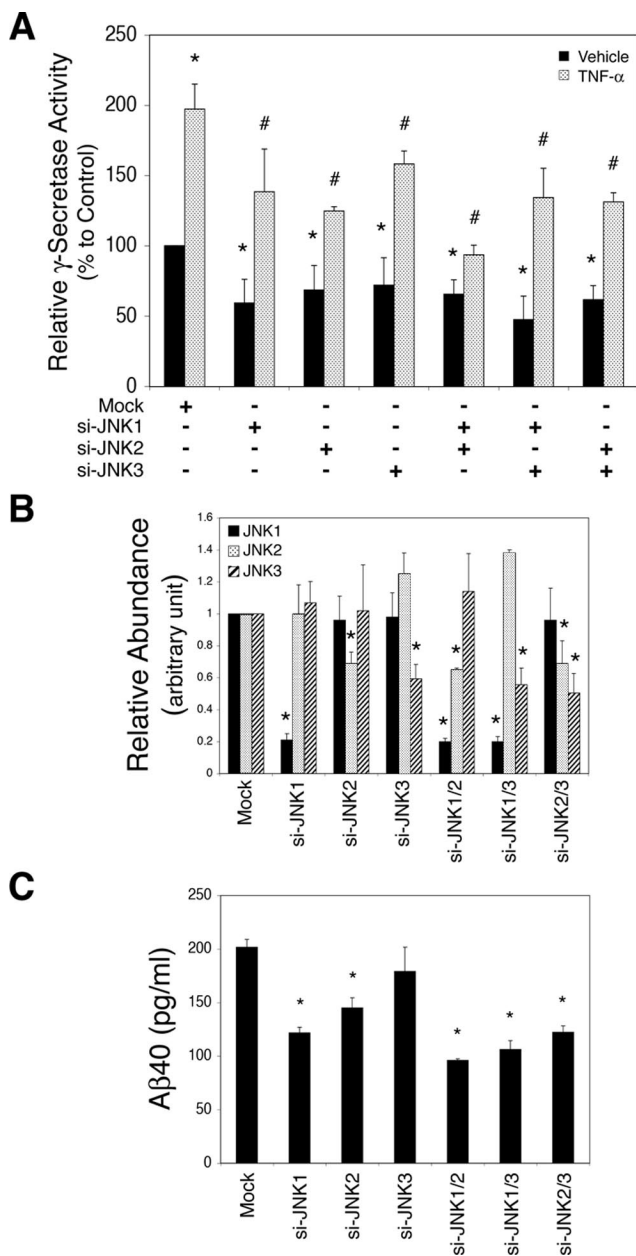 A
Relative γ-Secretase Activity
(% to Control)
250
200
150
100
50
0
Vehicle
TNF-α
*
*
#
*
#
*
#
*
#
*
#
*
#
Mock + - - - - - -
si-JNK1 - + - - + + -
si-JNK2 - - + - + - +
si-JNK3 - - - + - + +
B
Relative Abundance
(arbitrary unit)
1.6
1.4
1.2
1
0.8
0.6
0.4
0.2
0
JNK1
JNK2
JNK3
*
*
*
*
*
*
*
*
*
Mock
si-JNK1
si-JNK2
si-JNK3
si-JNK1/2
si-JNK1/3
si-JNK2/3
C
Aβ40 (pg/ml)
250
200
150
100
50
0
*
*
*
*
*
Mock
si-JNK1
si-JNK2
si-JNK3
si-JNK1/2
si-JNK1/3
si-JNK2/3